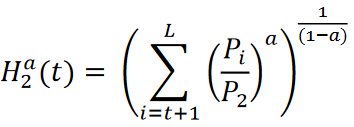 $H_2^a(t) = \left( \sum_{i=t+1}^{L} \left( \frac{P_i}{P_2} \right)^a \right)^{\frac{1}{(1-a)}}$